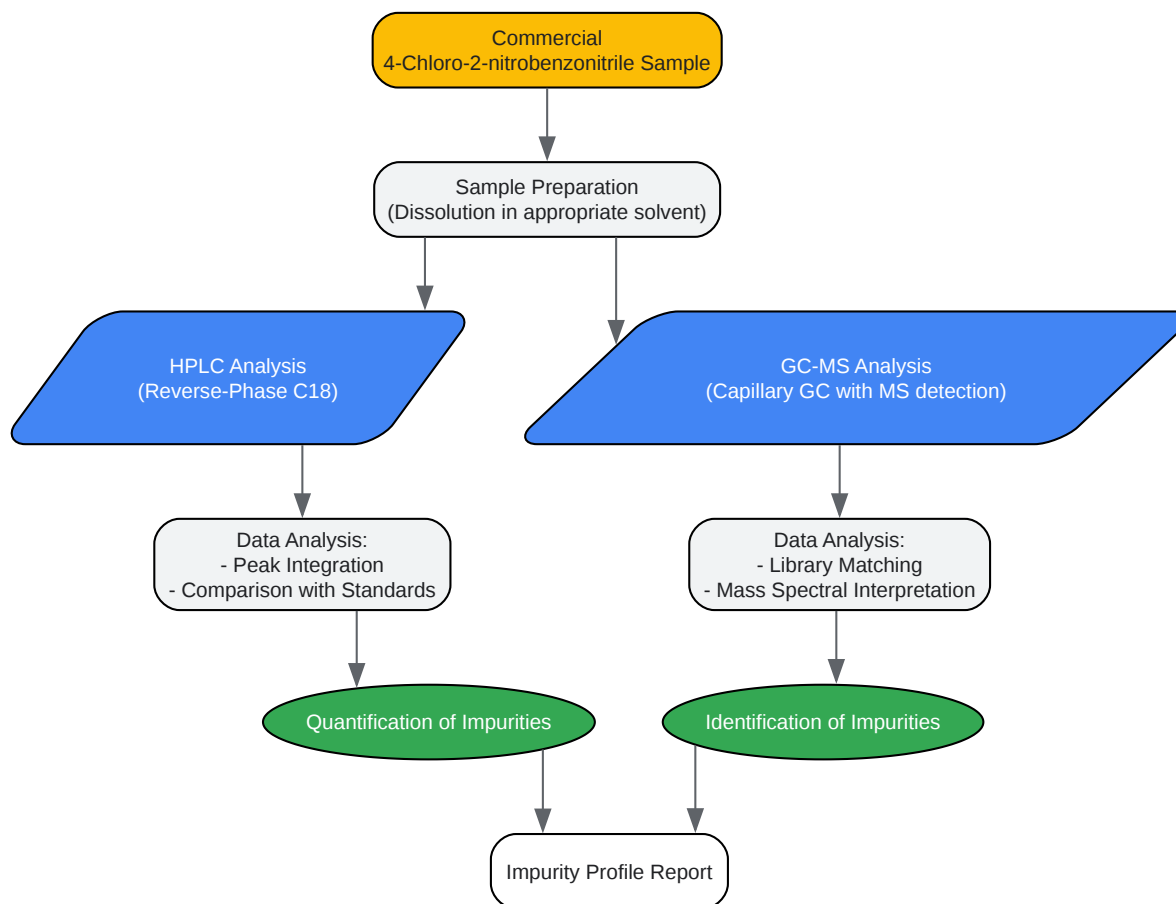 Commercial
4-Chloro-2-nitrobenzonitrile Sample
Sample Preparation
(Dissolution in appropriate solvent)
HPLC Analysis
(Reverse-Phase C18)
GC-MS Analysis
(Capillary GC with MS detection)
Data Analysis:
- Peak Integration
- Comparison with Standards
Data Analysis:
- Library Matching
- Mass Spectral Interpretation
Quantification of Impurities
Identification of Impurities
Impurity Profile Report